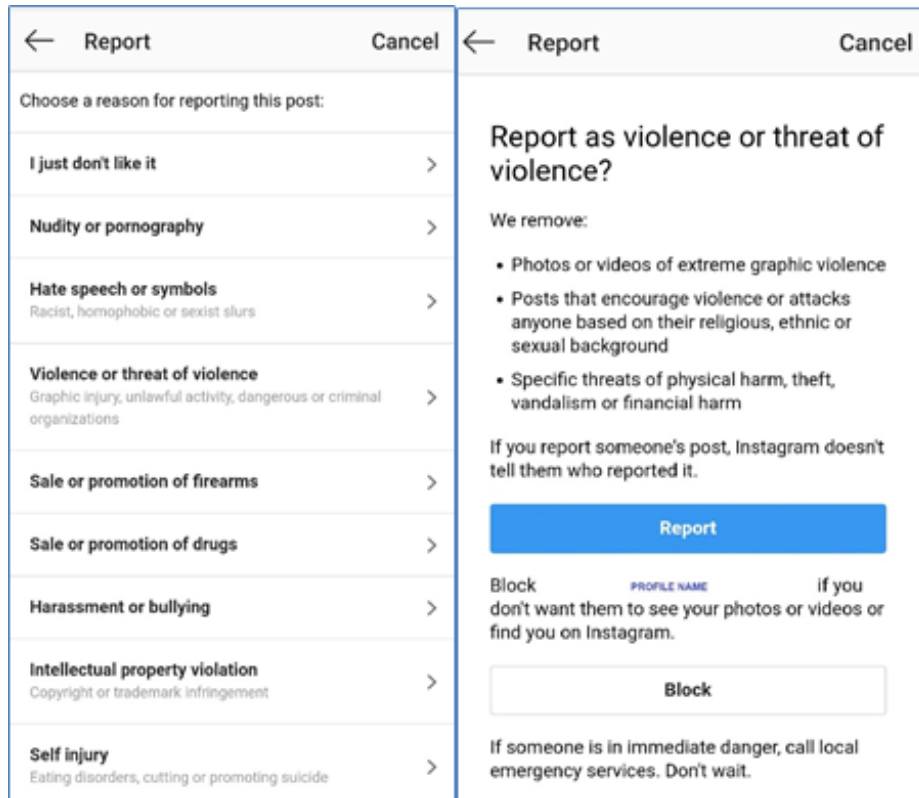 Report Cancel
Choose a reason for reporting this post:
I just don't like it
Nudity or pornography
Hate speech or symbols
Racist, homophobic or sexist slurs
Violence or threat of violence
Graphic injury, unlawful activity, dangerous or criminal
organizations
Sale or promotion of firearms
Sale or promotion of drugs
Harassment or bullying
Intellectual property violation
Copyright or trademark infringement
Self injury
Eating disorders, cutting or promoting suicide
Report Cancel
Report as violence or threat of
violence?
We remove:
• Photos or videos of extreme graphic violence
• Posts that encourage violence or attacks
anyone based on their religious, ethnic or
sexual background
• Specific threats of physical harm, theft,
vandalism or financial harm
If you report someone's post, Instagram doesn't
tell them who reported it.
Report
Block PROFILE NAME if you
don't want them to see your photos or videos or
find you on Instagram.
Block
If someone is in immediate danger, call local
emergency services. Don't wait.